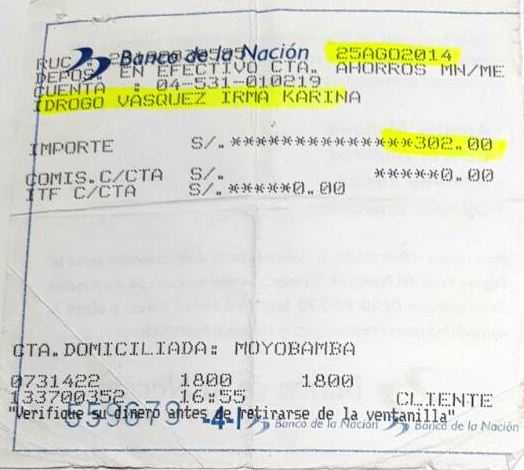 Banco de la Nación 25AGO2014
RUC
DEPOS. EN EFECTIVO CTA. AHORROS MN/ME
CUENTA : 04-531-010219
IDROGO VASQUEZ IRMA KARINA
IMPORTE S/.**************302.00
COMIS.C/CTA S/. *****0.00
ITF C/CTA S/.*****0.00
CTA.DOMICILIADA: MOYOBAMBA
0731422 1800 1800
133700352 16:55 CLIENTE
"Verifique su dinero antes de retirarse de la ventanilla"
559679 -4- Banco de la Nación Banco de la Nación